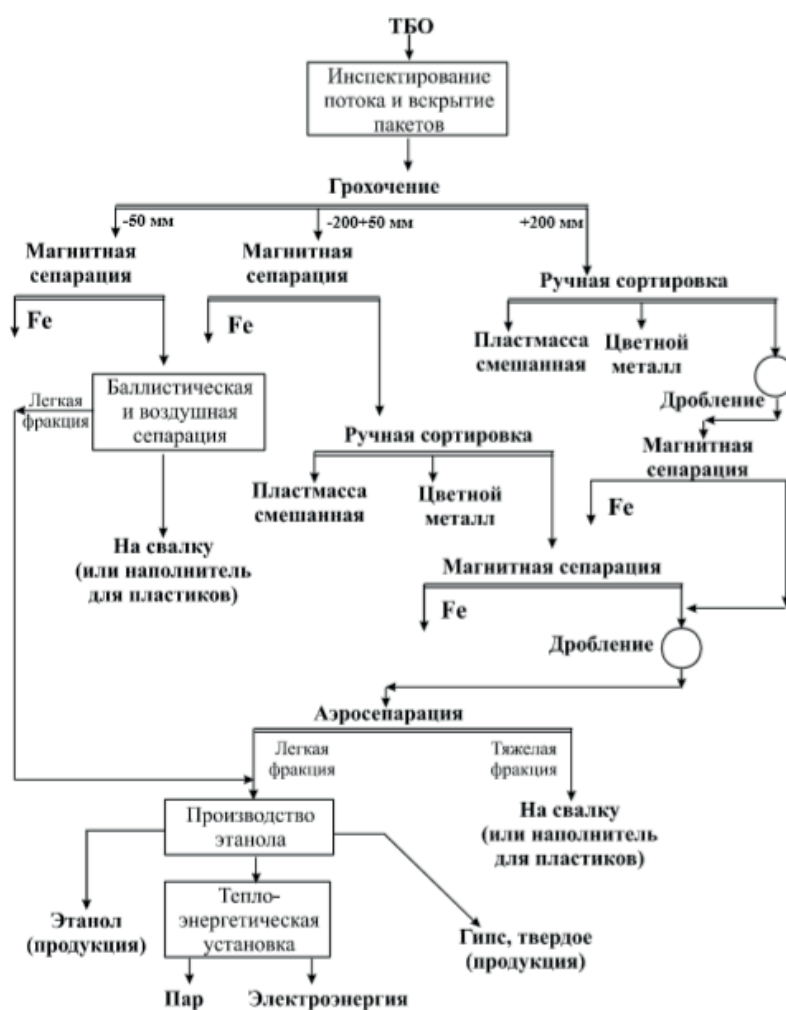 ТБО
Инспектирование
потока и вскрытие
пакетов
Грохочение
-50 мм
-200+50 мм
+200 мм
Магнитная
сепарация
Магнитная
сепарация
Ручная сортировка
Fe
Fe
Пластмасса
смешанная
Цветной
металл
Легкая
фракция
Баллистическая
и воздушная
сепарация
Дробление
Ручная сортировка
Магнитная
сепарация
Пластмасса
смешанная
Цветной
металл
Fe
На свалку
(или наполнитель
для пластиков)
Магнитная сепарация
Fe
Дробление
Аэросепарация
Легкая
фракция
Тяжелая
фракция
Производство
этанола
На свалку
(или наполнитель
для пластиков)
Тепло-
энергетическая
установка
Этанол
(продукция)
Гипс, твердое
(продукция)
Пар
Электроэнергия